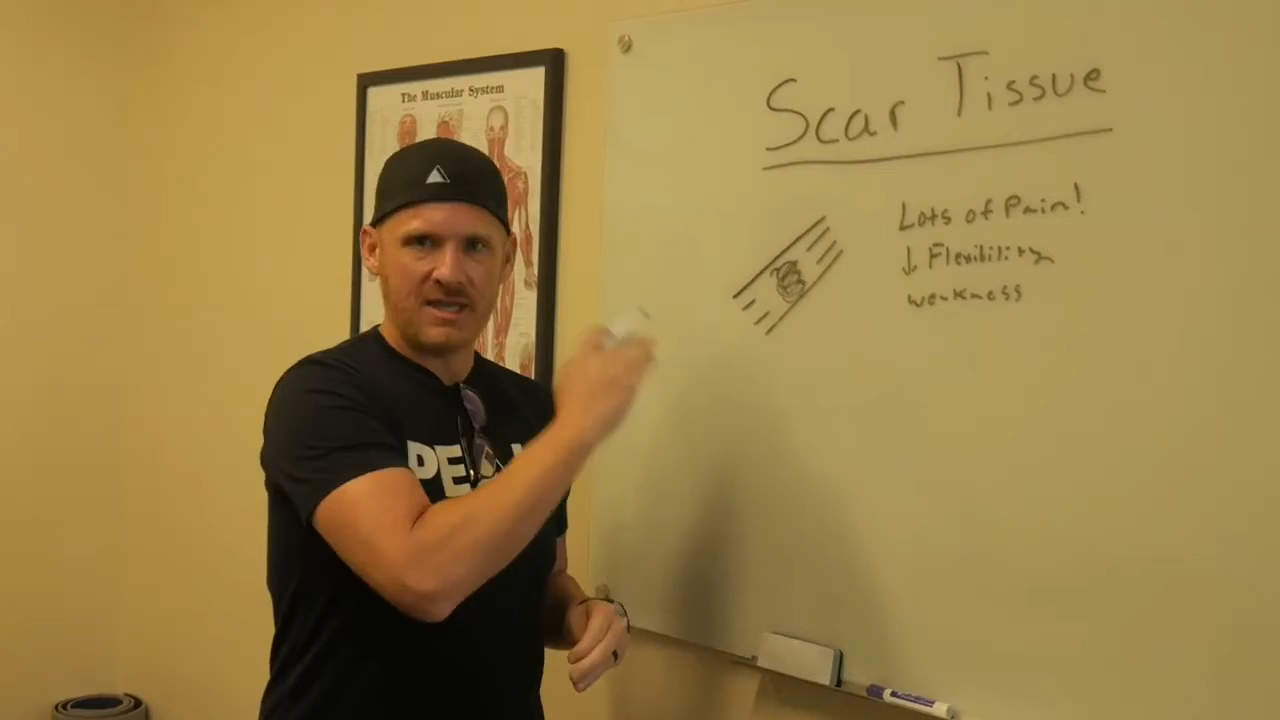 The Muscular System
Scar Tissue
Lots of Pain!
↓ Flexibility
weakness